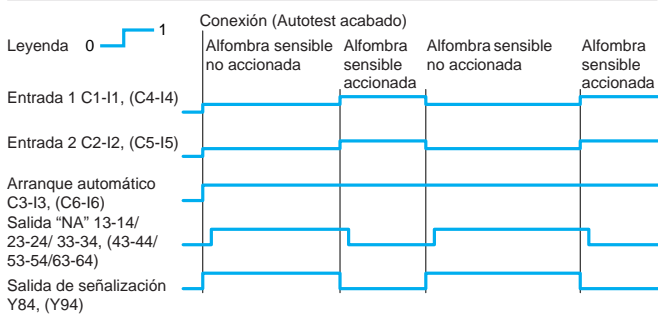 Conexión (Autotest acabado)
Leyenda 0 1
Alfombra sensible
no accionada
Alfombra
sensible
accionada
Alfombra sensible
no accionada
Alfombra
sensible
accionada
Entrada 1 C1-I1, (C4-I4)
Entrada 2 C2-I2, (C5-I5)
Arranque automático
C3-I3, (C6-I6)
Salida “NA” 13-14/
23-24/ 33-34, (43-44/
53-54/63-64)
Salida de señalización
Y84, (Y94)